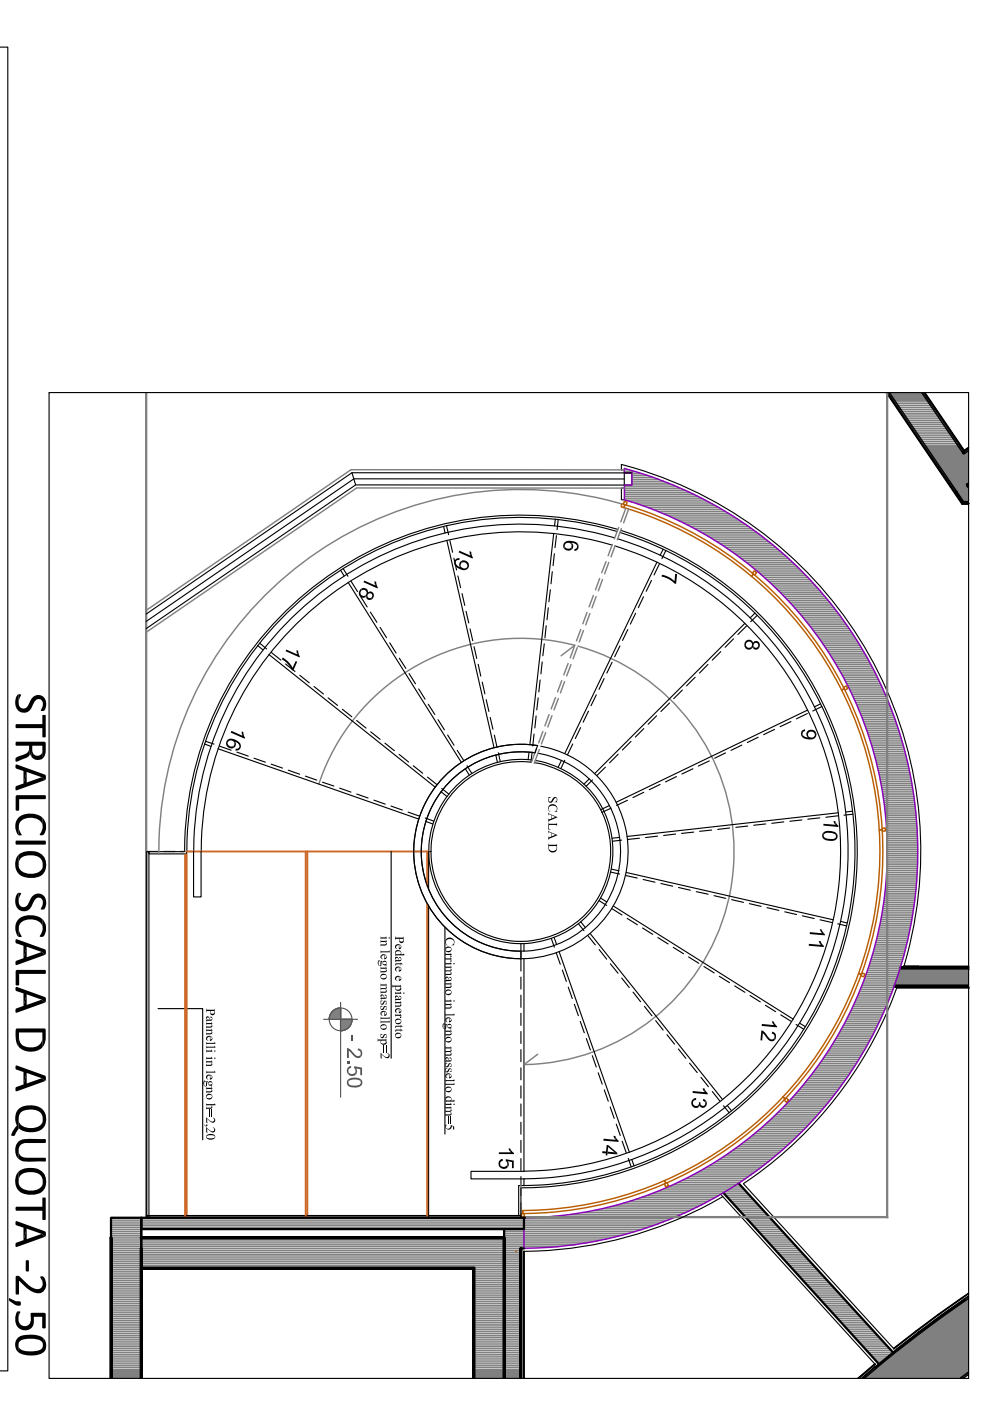 6
7
8
9
10
11
12
13
14
15
16
17
18
19
SCALA D
Corrimano in legno massello dim=5
Pedate e pianerotto
in legno massello sp=2
- 2.50
Pannelli in legno h=2,20
STRALCIO SCALA D A QUOTA -2,50